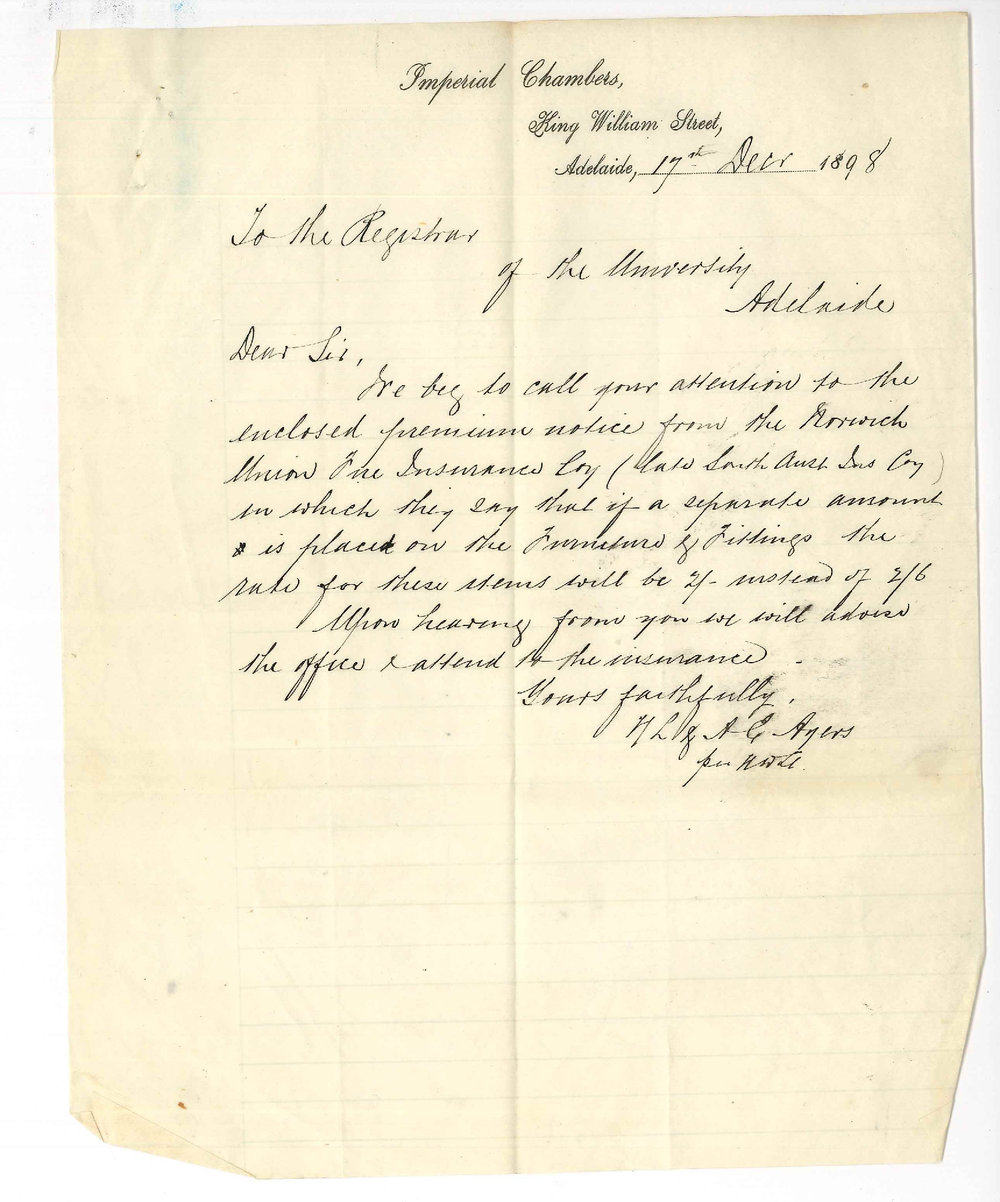 Imperial Chambers,
King William Street,
Adelaide, 17th Decr 1898
To the Registrar
of the University
Adelaide
Dear Sir,
We beg to call your attention to the
enclosed premium notice from the Norwich
Union Fire Insurance Coy (late South Aust Ins Coy)
in which they say that if a separate amount
is placed on the Furniture & Fittings the
rate for these items will be 2/- instead of 2/6
Upon hearing from you we will advise
the office & attend to the insurance.
Yours faithfully,
H L & A E Ayers
per